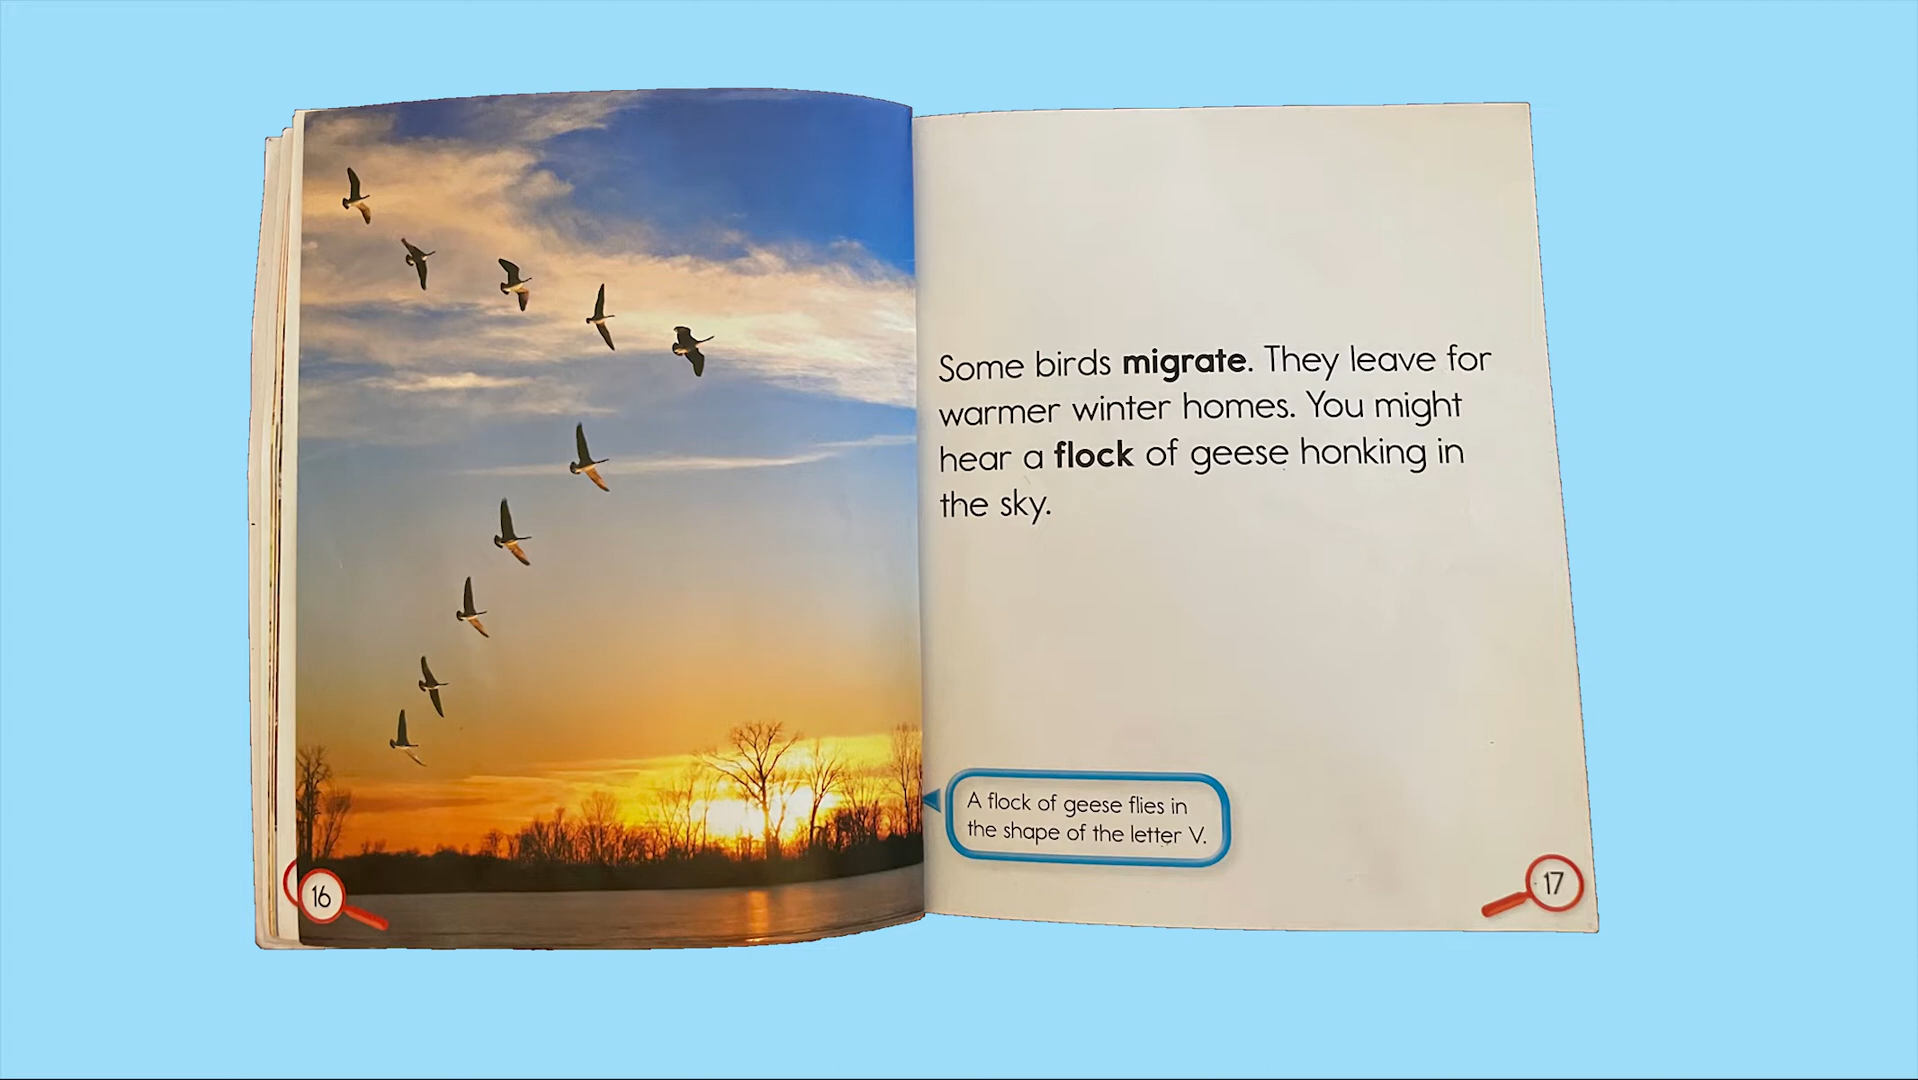 Some birds migrate. They leave for
warmer winter homes. You might
hear a flock of geese honking in
the sky.
A flock of geese flies in
the shape of the letter V.
16
17